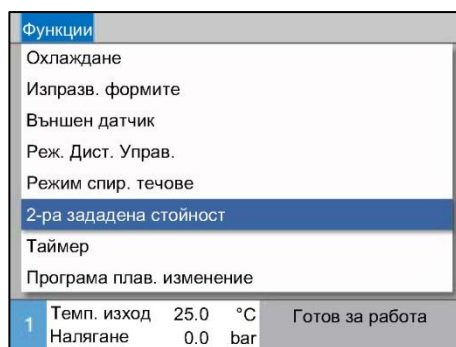 Функции
Охлаждане
Изпразв. формите
Външен датчик
Реж. Дист. Управ.
Режим спир. течове
2-ра зададена стойност
Таймер
Програма плав. изменение
1 Темп. изход 25.0 °C Готов за работа
Налягане 0.0 bar